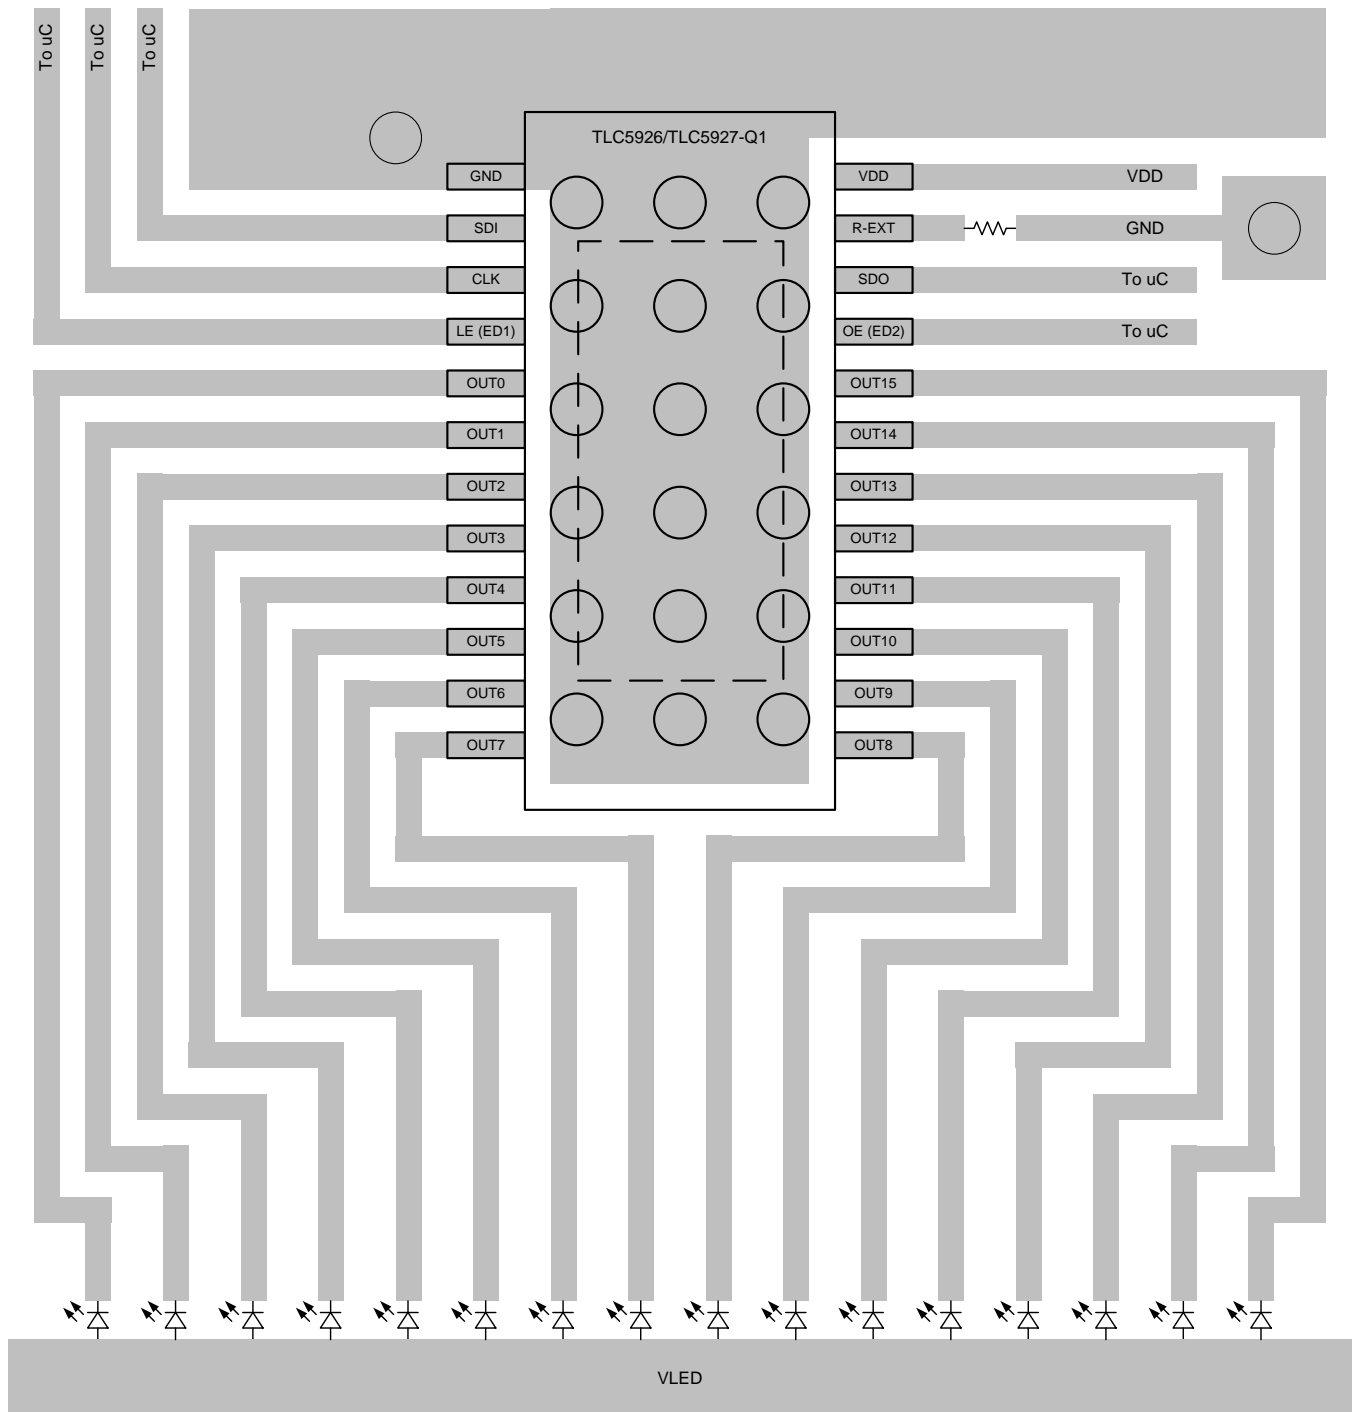 To uC
To uC
To uC
TLC5926/TLC5927-Q1
GND
VDD
VDD
SDI
R-EXT
GND
CLK
SDO
To uC
LE (ED1)
OE (ED2)
To uC
OUT0
OUT15
OUT1
OUT14
OUT2
OUT13
OUT3
OUT12
OUT4
OUT11
OUT5
OUT10
OUT6
OUT9
OUT7
OUT8
VLED